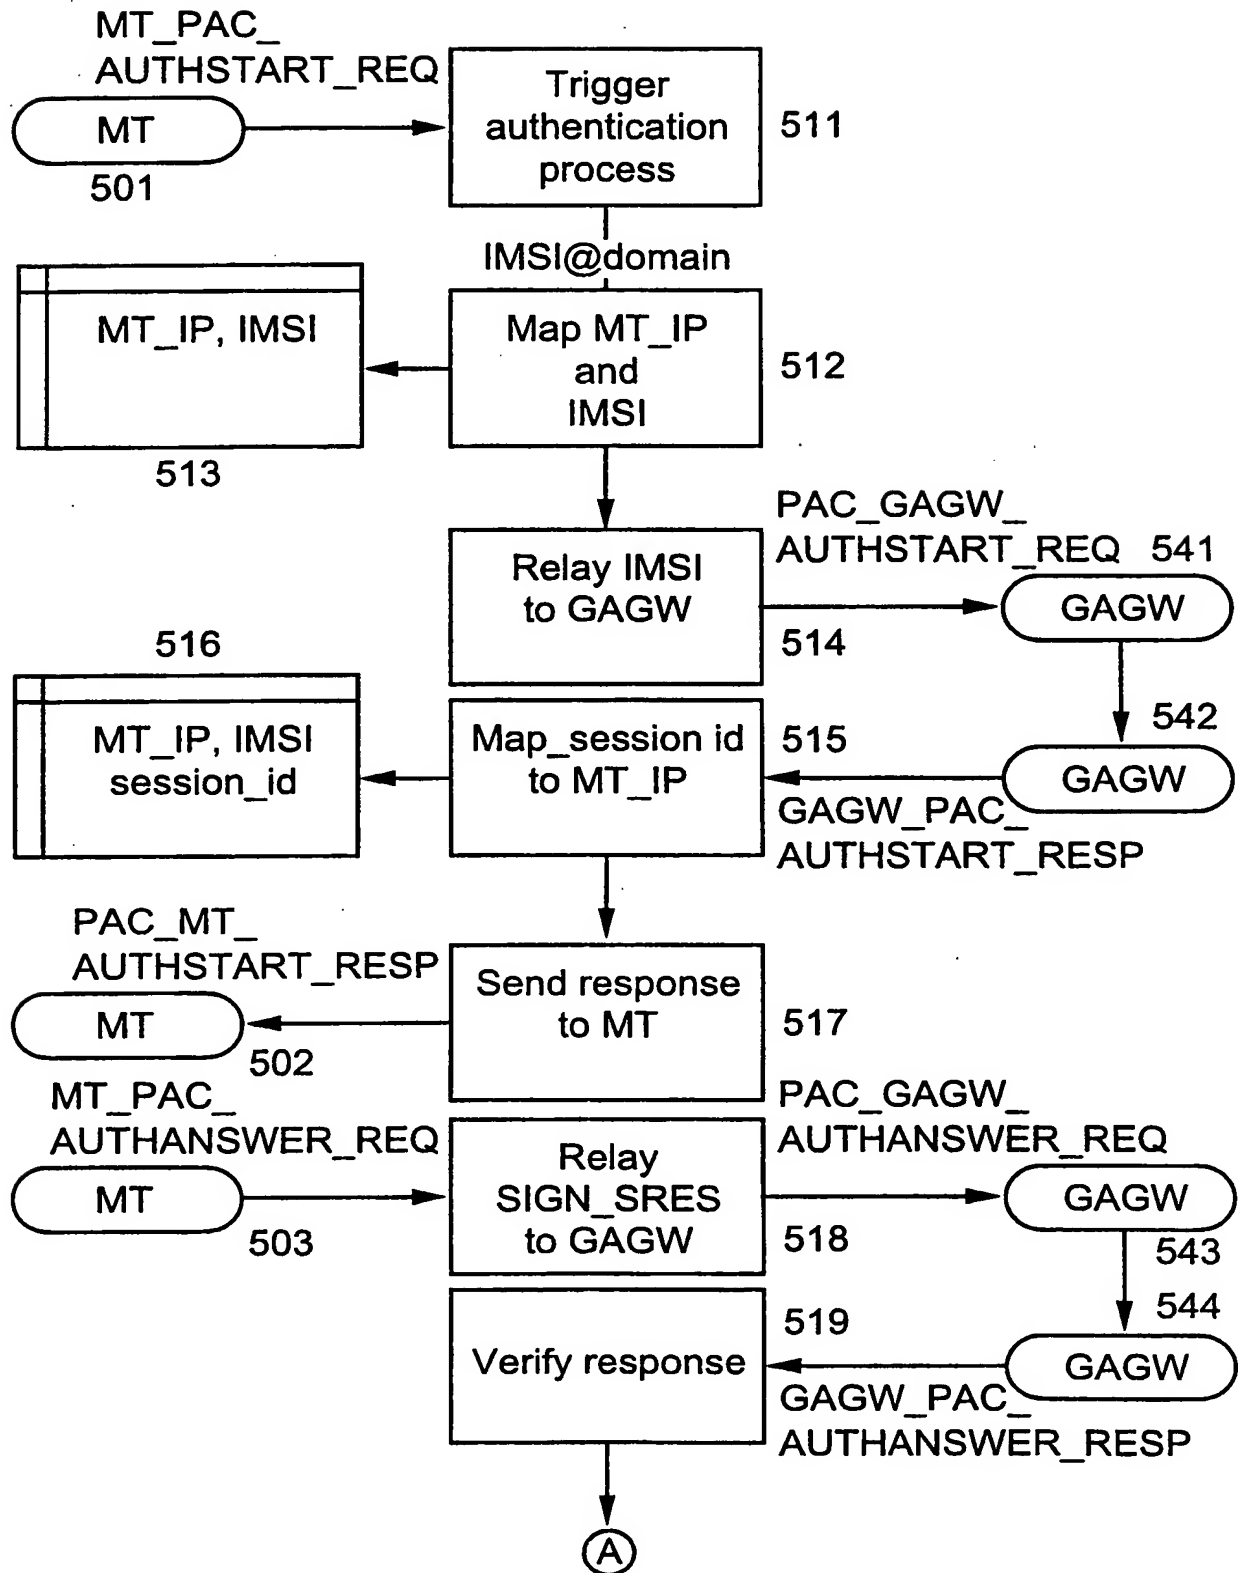 MT_PAC_
AUTHSTART_REQ
MT
501
Trigger
authentication
process
511
IMSI@domain
MT_IP, IMSI
513
Map MT_IP
and
IMSI
512
Relay IMSI
to GAGW
514
PAC_GAGW_
AUTHSTART_REQ 541
GAGW
516
MT_IP, IMSI
session_id
Map_session id
to MT_IP
515
542
GAGW
GAGW_PAC_
AUTHSTART_RESP
PAC_MT_
AUTHSTART_RESP
MT
502
Send response
to MT
517
MT_PAC_
AUTHANSWER_REQ
MT
503
Relay
SIGN_SRES
to GAGW
518
PAC_GAGW_
AUTHANSWER_REQ
GAGW
543
544
Verify response
519
GAGW
GAGW_PAC_
AUTHANSWER_RESP
A